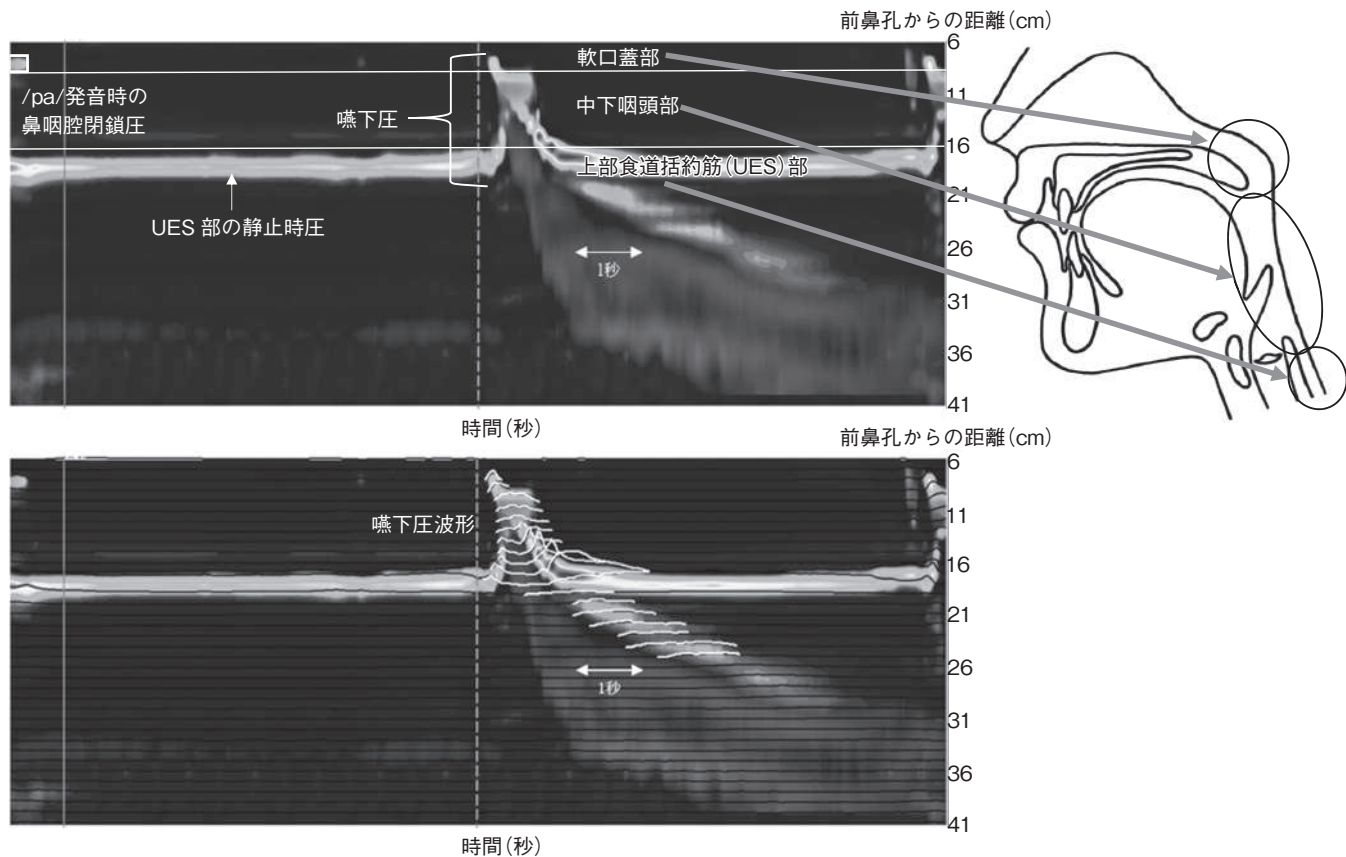 前鼻孔からの距離(cm)
6
11
16
21
26
31
36
41
/pa/発音時の
鼻咽腔閉鎖圧
嚥下圧
軟口蓋部
中下咽頭部
上部食道括約筋(UES)部
UES 部の静止時圧
1秒
時間(秒)
前鼻孔からの距離(cm)
6
11
16
21
26
31
36
41
嚥下圧波形
1秒
時間(秒)